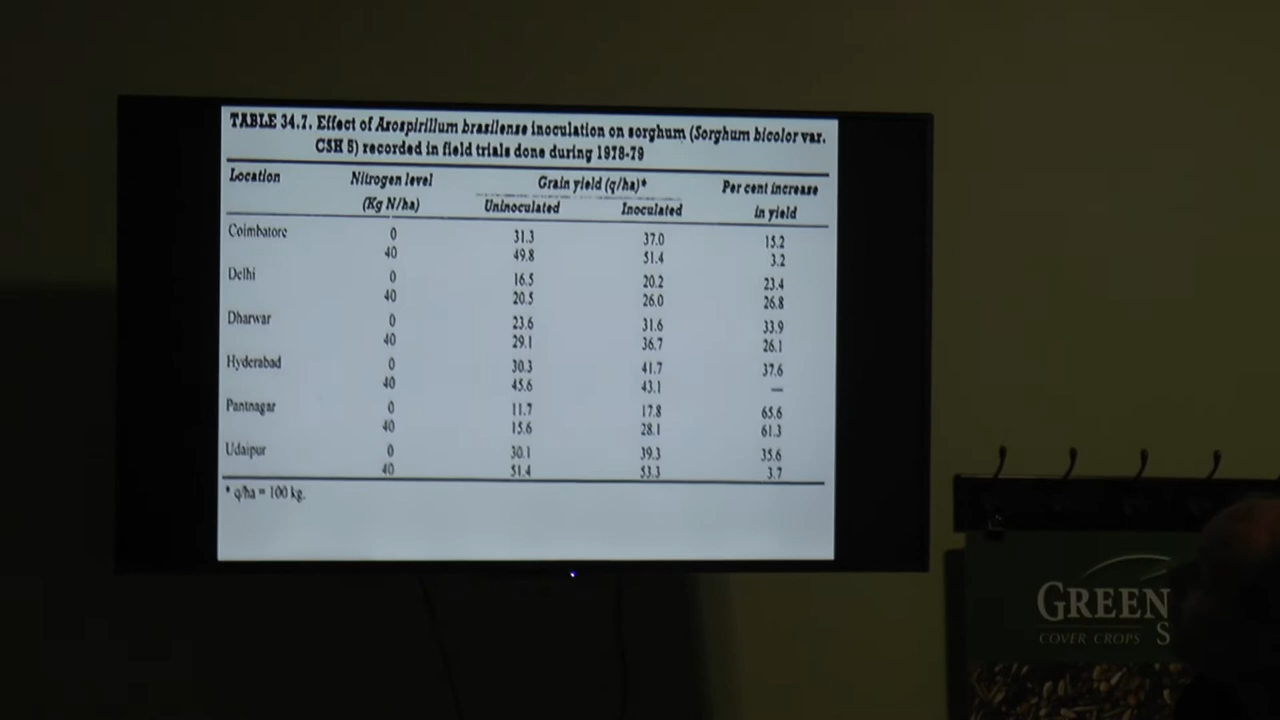 TABLE 34.7. Effect of Azospirillum brasilense inoculation on sorghum (Sorghum bicolor var.
CSH 5) recorded in field trials done during 1978-79
Location Nitrogen level Grain yield (q/ha)* Per cent increase
(Kg N/ha) Uninoculated Inoculated in yield
Coimbatore 0 31.3 37.0 15.2
40 49.8 51.4 3.2
Delhi 0 16.5 20.2 23.4
40 20.5 26.0 26.8
Dharwar 0 23.6 31.6 33.9
40 29.1 36.7 26.1
Hyderabad 0 30.3 41.7 37.6
40 45.6 43.1 —
Pantnagar 0 11.7 17.8 65.6
40 15.6 28.1 61.3
Udaipur 0 30.1 39.3 35.6
40 51.4 53.3 3.7
* q/ha = 100 kg.
GREEN
COVER CROPS S